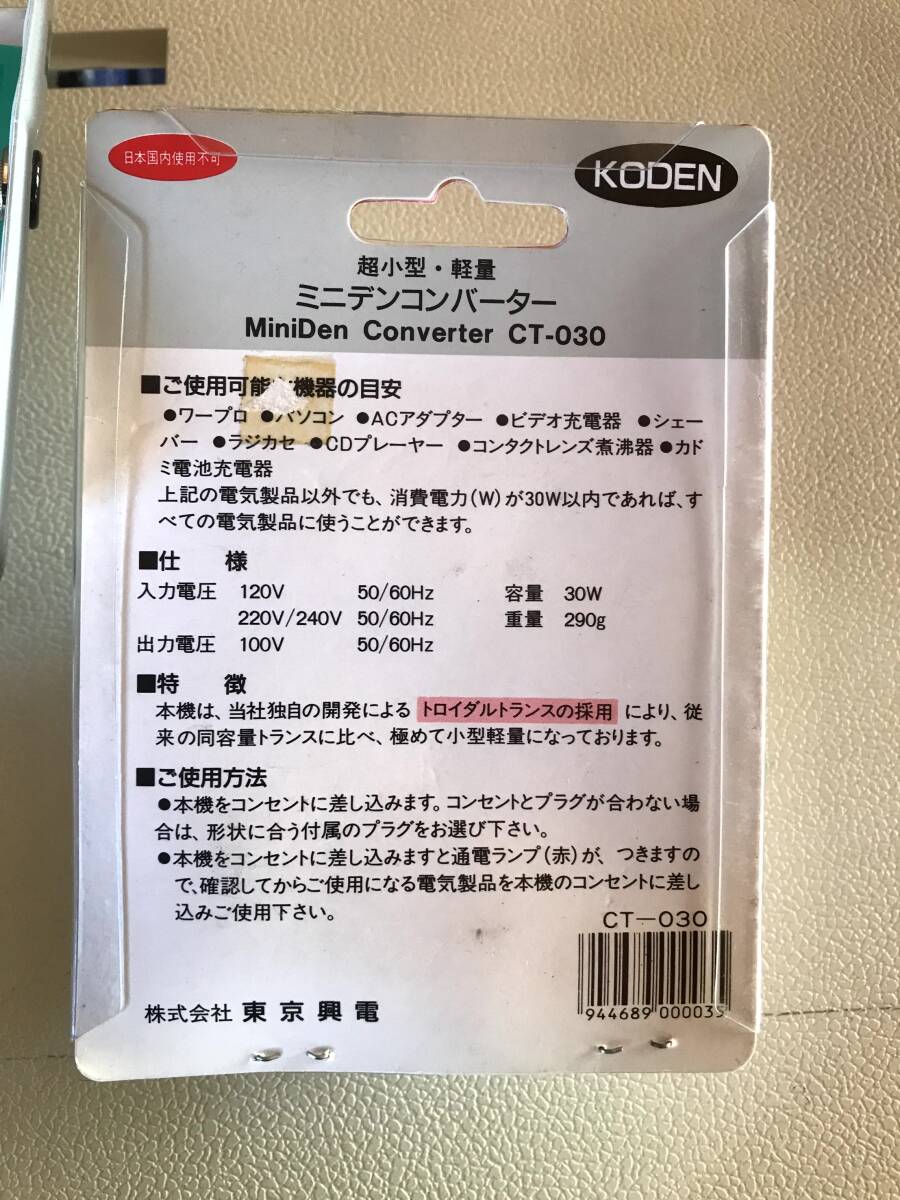 日本国内使用不可
KODEN
超小型・軽量
ミニデンコンバーター
MiniDen Converter CT-030
■ご使用可能 機器の目安
●ワープロ ●パソコン ●ACアダプター ●ビデオ充電器 ●シェー
バー ●ラジカセ ●CDプレーヤー ●コンタクトレンズ煮沸器 ●カド
ミ電池充電器
上記の電気製品以外でも、消費電力(W)が30W以内であれば、す
べての電気製品に使うことができます。
■仕 様
入力電圧 120V 50/60Hz 容量 30W
220V/240V 50/60Hz 重量 290g
出力電圧 100V 50/60Hz
■特 徴
本機は、当社独自の開発による トロイダルトランスの採用 により、従
来の同容量トランスに比べ、極めて小型軽量になっております。
■ご使用方法
●本機をコンセントに差し込みます。コンセントとプラグが合わない場
合は、形状に合う付属のプラグをお選び下さい。
●本機をコンセントに差し込みますと通電ランプ(赤)が、つきますの
で、確認してからご使用になる電気製品を本機のコンセントに差し
込みご使用下さい。
CT-030
944689 000035
株式会社 東京興電